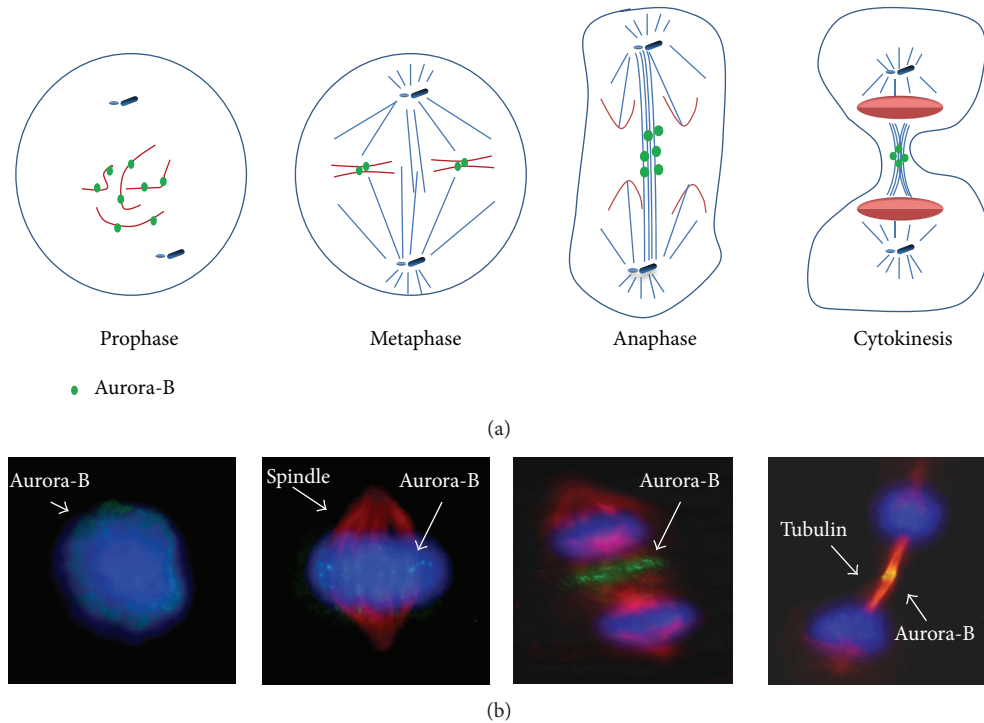 Prophase Metaphase Anaphase Cytokinesis
Aurora-B
(a)
Aurora-B Spindle Aurora-B Aurora-B
Tubulin
Aurora-B
(b)